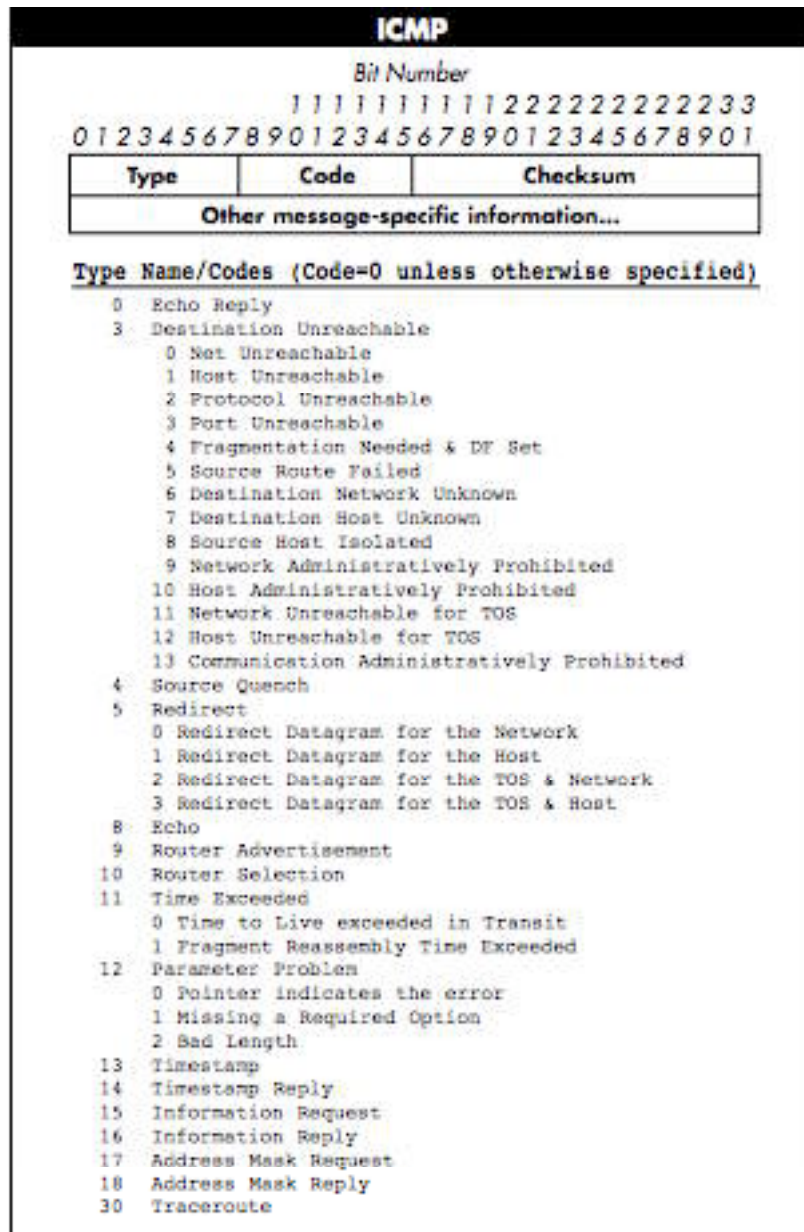 ICMP
Bit Number
1 1 1 1 1 1 1 1 1 1 2 2 2 2 2 2 2 2 2 2 3 3
0 1 2 3 4 5 6 7 8 9 0 1 2 3 4 5 6 7 8 9 0 1 2 3 4 5 6 7 8 9 0 1
Type Code Checksum
Other message-specific information...
Type Name/Codes (Code=0 unless otherwise specified)
0 Echo Reply
3 Destination Unreachable
0 Net Unreachable
1 Host Unreachable
2 Protocol Unreachable
3 Port Unreachable
4 Fragmentation Needed & DF Set
5 Source Route Failed
6 Destination Network Unknown
7 Destination Host Unknown
8 Source Host Isolated
9 Network Administratively Prohibited
10 Host Administratively Prohibited
11 Network Unreachable for TOS
12 Host Unreachable for TOS
13 Communication Administratively Prohibited
4 Source Quench
5 Redirect
0 Redirect Datagram for the Network
1 Redirect Datagram for the Host
2 Redirect Datagram for the TOS & Network
3 Redirect Datagram for the TOS & Host
8 Echo
9 Router Advertisement
10 Router Selection
11 Time Exceeded
0 Time to Live exceeded in Transit
1 Fragment Reassembly Time Exceeded
12 Parameter Problem
0 Pointer indicates the error
1 Missing a Required Option
2 Bad Length
13 Timestamp
14 Timestamp Reply
15 Information Request
16 Information Reply
17 Address Mask Request
18 Address Mask Reply
30 Traceroute